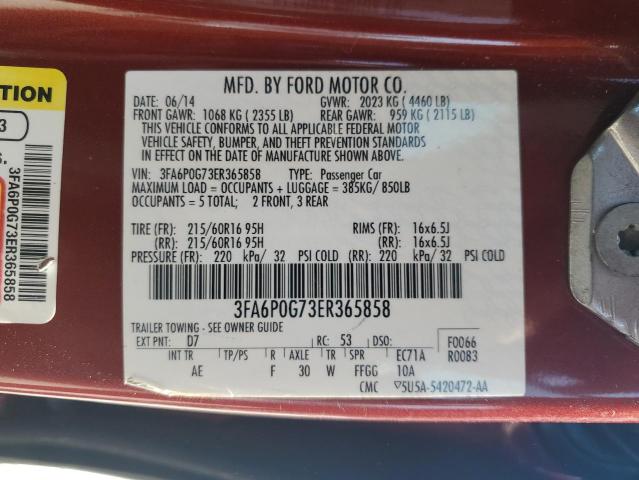 TION
3
S.
3FA6P0G73ER365858
MFD. BY FORD MOTOR CO.
DATE: 06/14 GVWR: 2023 KG ( 4460 LB)
FRONT GAWR: 1068 KG ( 2355 LB) REAR GAWR: 959 KG ( 2115 LB)
THIS VEHICLE CONFORMS TO ALL APPLICABLE FEDERAL MOTOR
VEHICLE SAFETY, BUMPER, AND THEFT PREVENTION STANDARDS
IN EFFECT ON THE DATE OF MANUFACTURE SHOWN ABOVE.
VIN: 3FA6P0G73ER365858 TYPE: Passenger Car
MAXIMUM LOAD = OCCUPANTS + LUGGAGE = 385KG/ 850LB
OCCUPANTS = 5 TOTAL; 2 FRONT, 3 REAR
TIRE (FR): 215/60R16 95H RIMS (FR): 16x6.5J
(RR): 215/60R16 95H (RR): 16x6.5J
PRESSURE (FR): 220 kPa/ 32 PSI COLD (RR): 220 kPa/ 32 PSI COLD
3FA6P0G73ER365858
TRAILER TOWING - SEE OWNER GUIDE
EXT PNT: D7 RC: 53 DSO: F0066
INT TR TP/PS R AXLE TR SPR EC71A R0083
AE F 30 W FFGG 10A
CMC 5U5A-5420472-AA